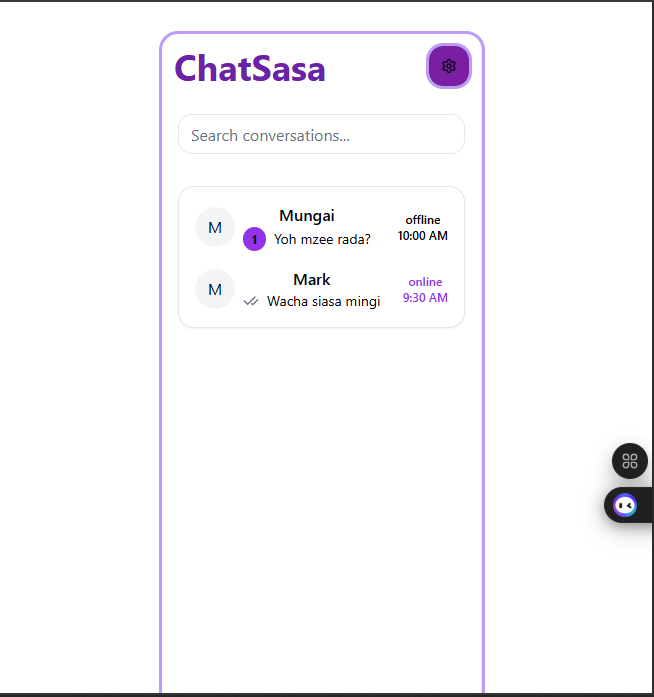 ChatSasa
Search conversations...
M
Mungai
offline
1
Yoh mzee rada?
10:00 AM
M
Mark
online
Wacha siasa mingi
9:30 AM